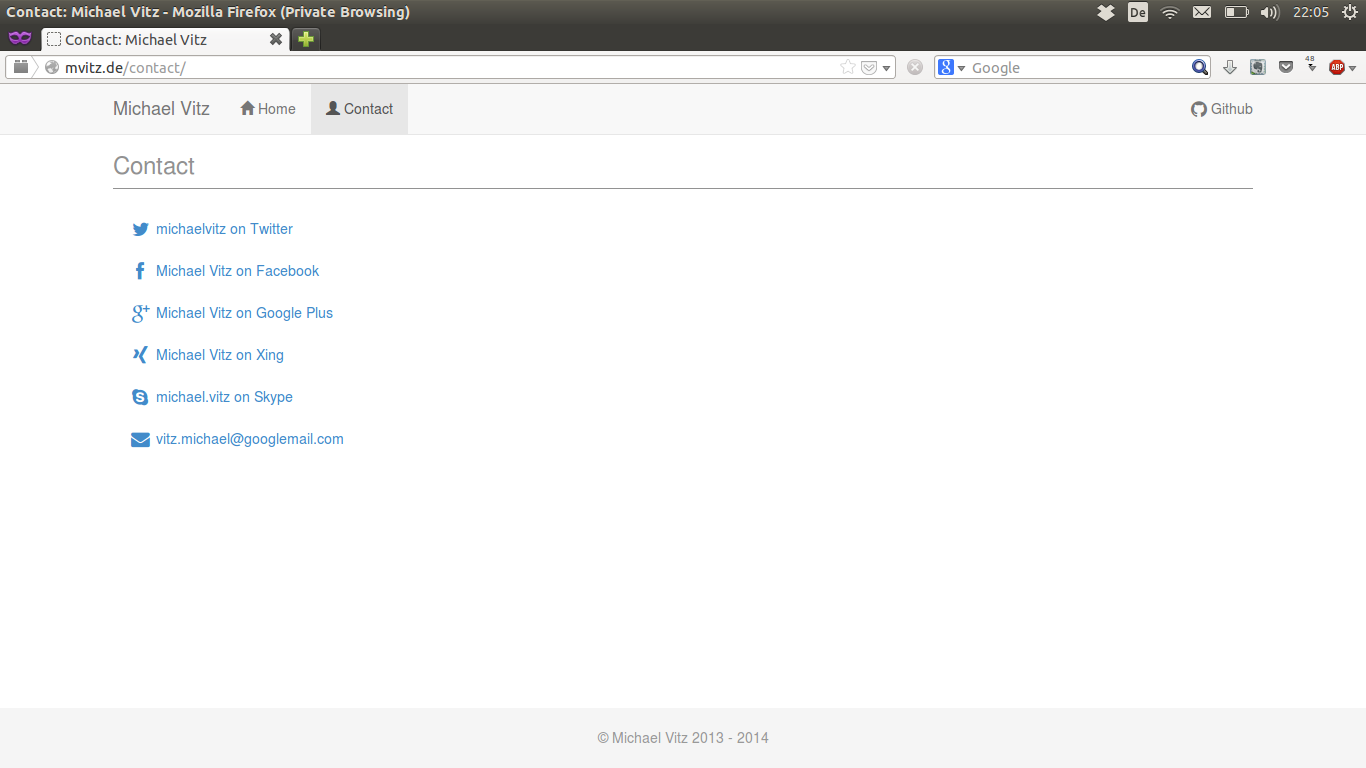 Contact: Michael Vitz - Mozilla Firefox (Private Browsing)
De
22:05
Contact: Michael Vitz
mvitz.de/contact/
Google
48
ABP
Michael Vitz
Home
Contact
Github
Contact
michaelvitz on Twitter
Michael Vitz on Facebook
Michael Vitz on Google Plus
Michael Vitz on Xing
michael.vitz on Skype
vitz.michael@googlemail.com
© Michael Vitz 2013 - 2014